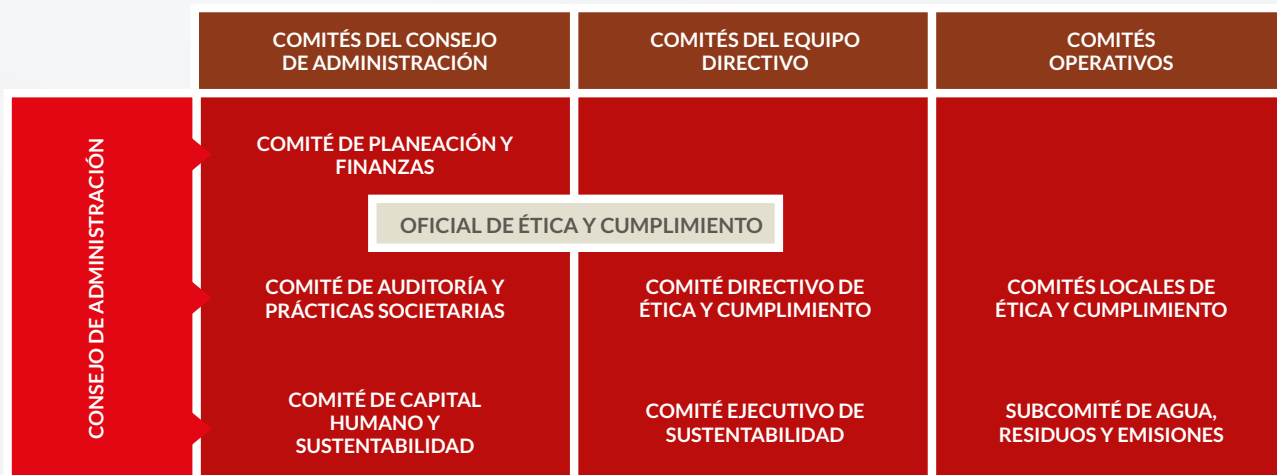 COMITÉS DEL CONSEJO
DE ADMINISTRACIÓN
COMITÉS DEL EQUIPO
DIRECTIVO
COMITÉS
OPERATIVOS
CONSEJO DE ADMINISTRACIÓN
COMITÉ DE PLANEACIÓN Y
FINANZAS
OFICIAL DE ÉTICA Y CUMPLIMIENTO
COMITÉ DE AUDITORÍA Y
PRÁCTICAS SOCIETARIAS
COMITÉ DIRECTIVO DE
ÉTICA Y CUMPLIMIENTO
COMITÉS LOCALES DE
ÉTICA Y CUMPLIMIENTO
COMITÉ DE CAPITAL
HUMANO Y
SUSTENTABILIDAD
COMITÉ EJECUTIVO DE
SUSTENTABILIDAD
SUBCOMITÉ DE AGUA,
RESIDUOS Y EMISIONES